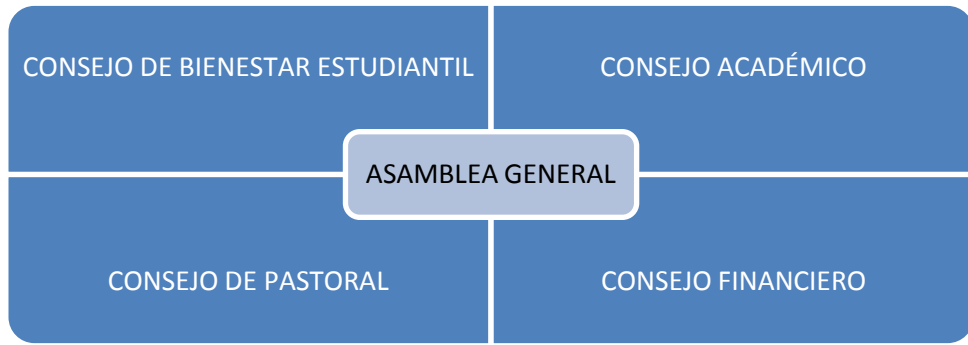 CONSEJO DE BIENESTAR ESTUDIANTIL
CONSEJO ACADÉMICO
ASAMBLEA GENERAL
CONSEJO DE PASTORAL
CONSEJO FINANCIERO